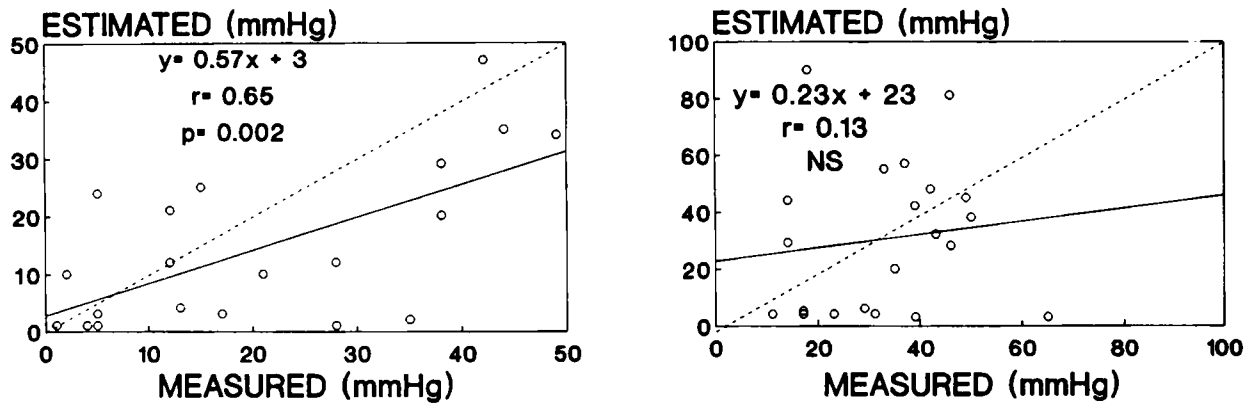 ESTIMATED (mmHg)
50
40
30
20
10
0
y= 0.57x + 3
r= 0.65
p= 0.002
0 10 20 30 40 50
MEASURED (mmHg)
ESTIMATED (mmHg)
100
80
60
40
20
0
y= 0.23x + 23
r= 0.13
NS
0 20 40 60 80 100
MEASURED (mmHg)